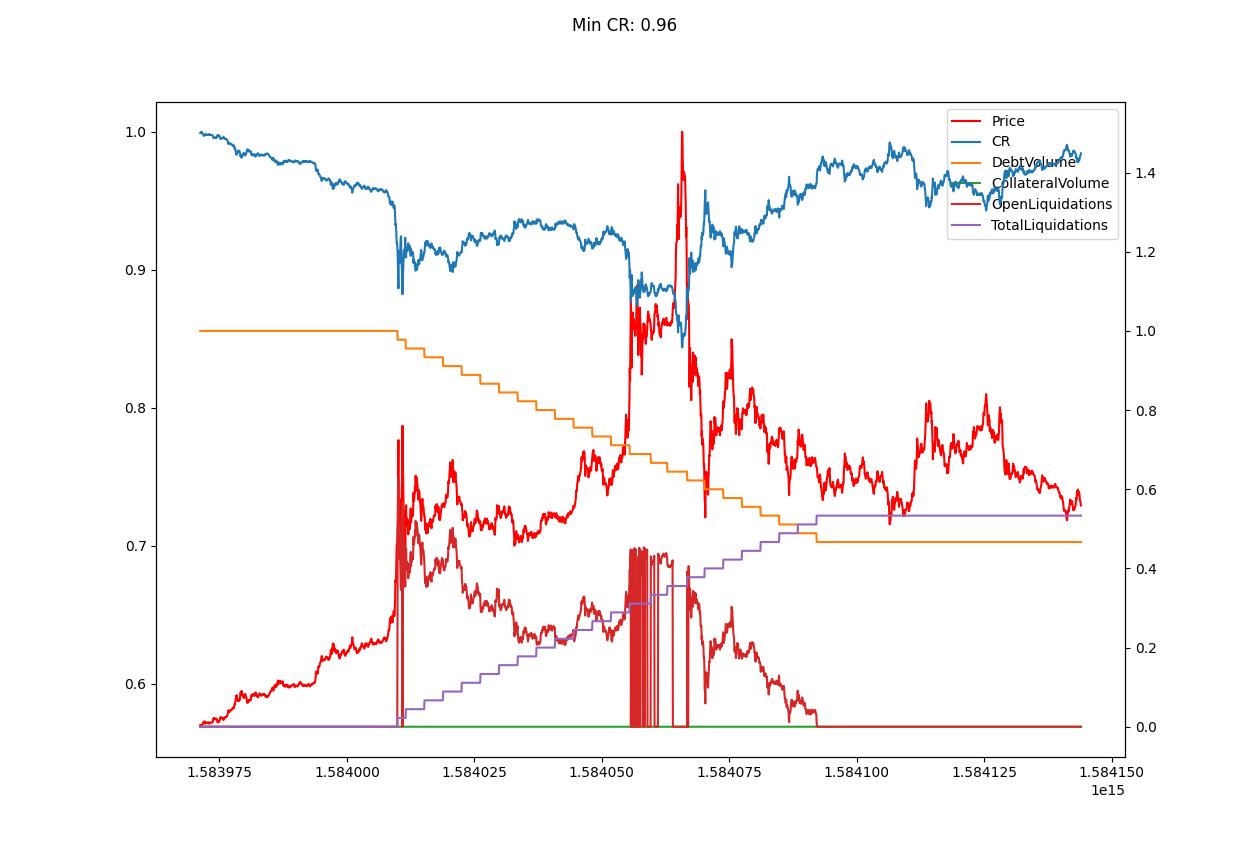 Min CR: 0.96
1.0
0.9
0.8
0.7
0.6
Price
CR
DebtVolume
CollateralVolume
OpenLiquidations
TotalLiquidations
1.4
1.2
1.0
0.8
0.6
0.4
0.2
0.0
1.583975 1.584000 1.584025 1.584050 1.584075 1.584100 1.584125 1.584150
1e15